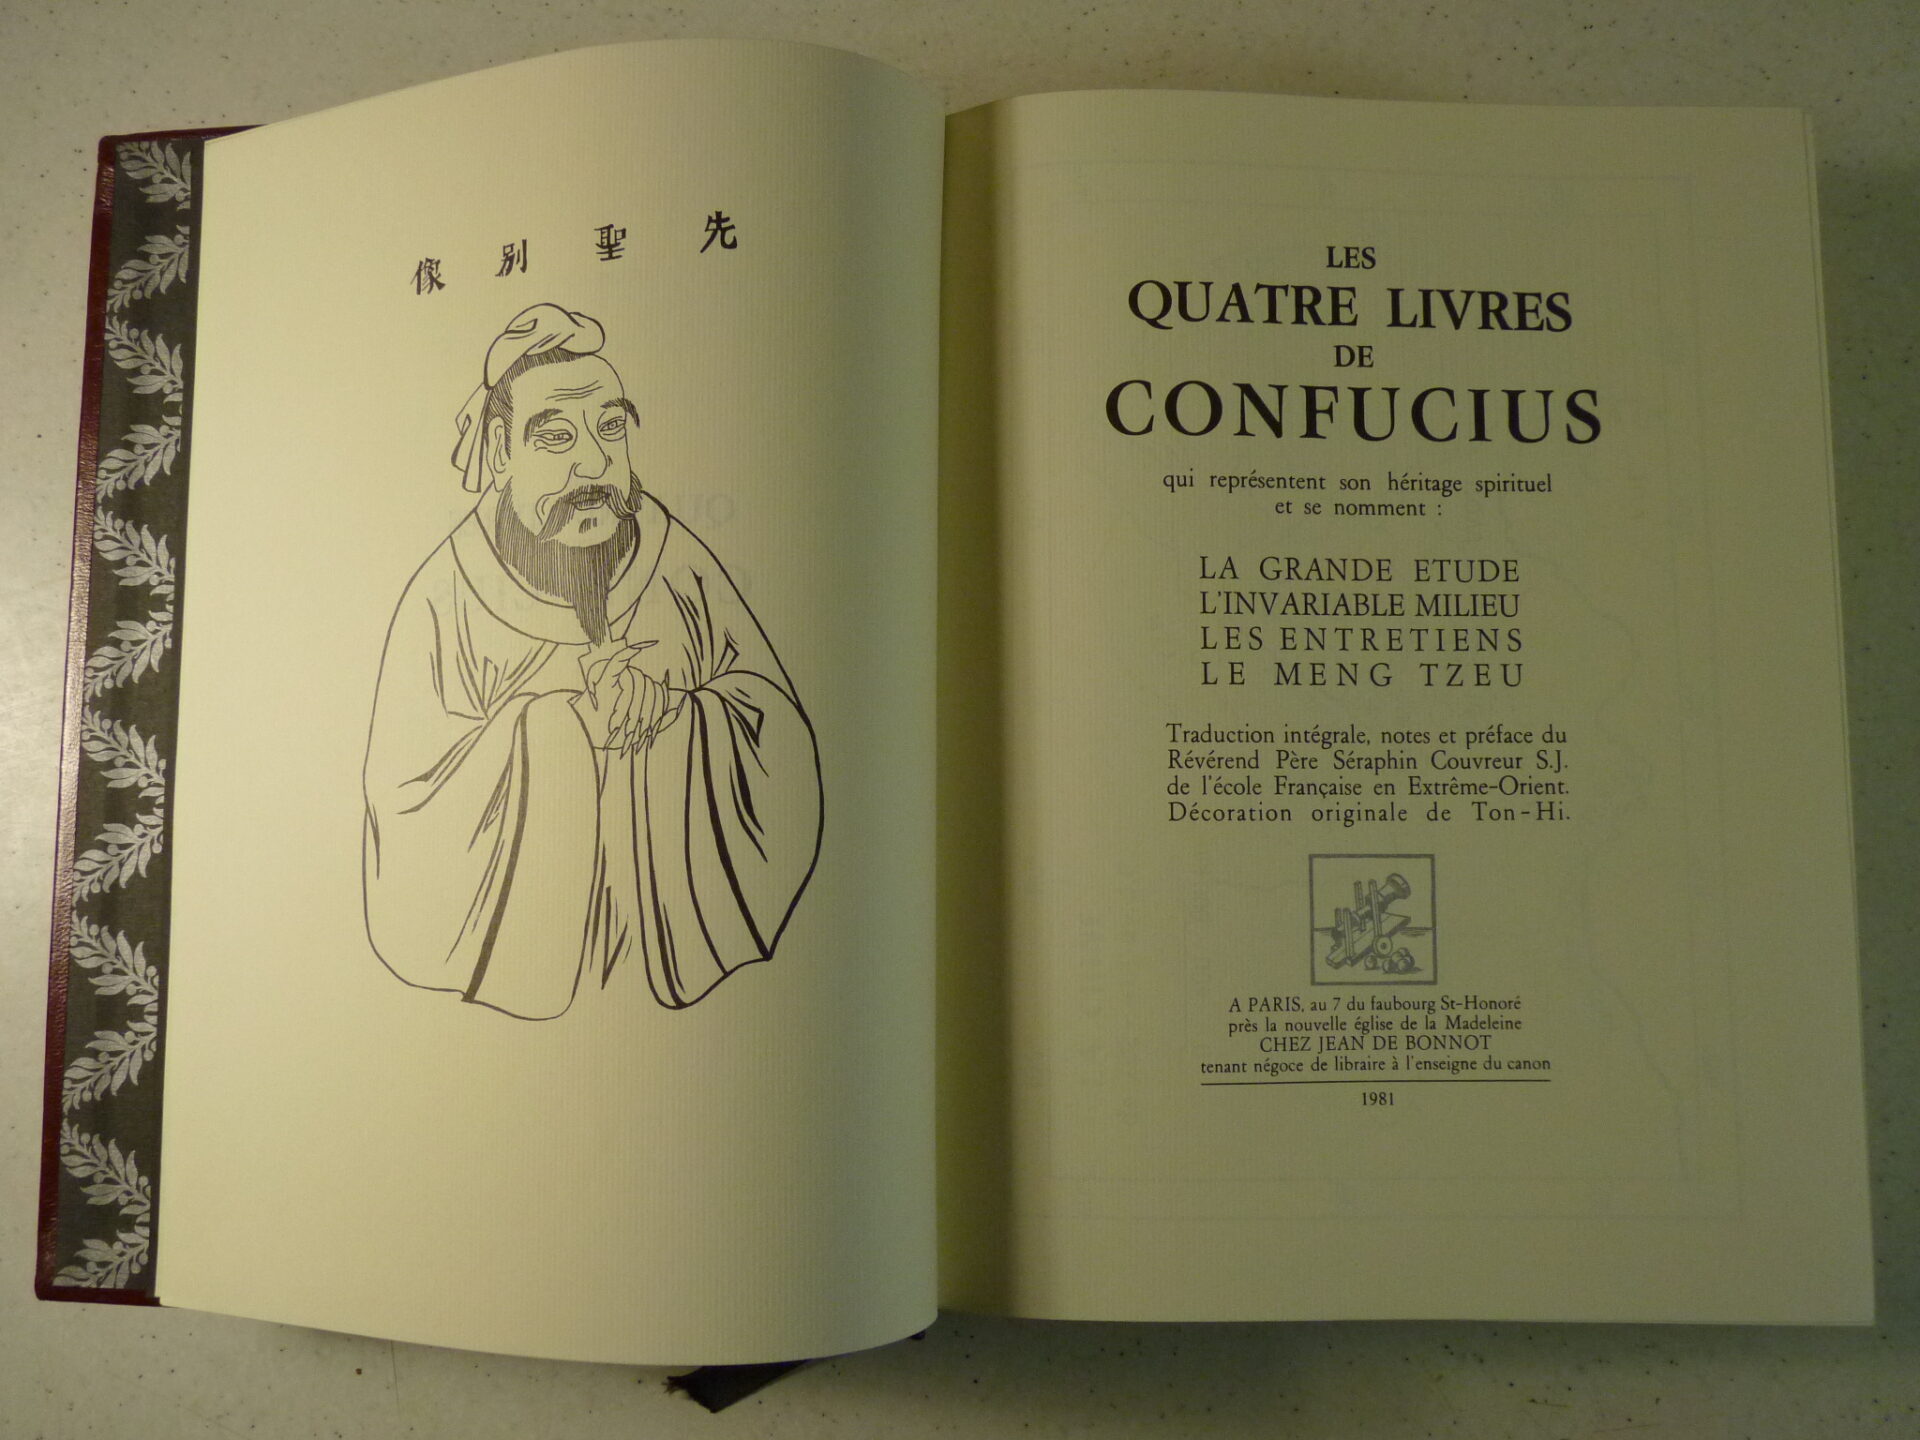 先聖別像
LES
QUATRE LIVRES
DE
CONFUCIUS
qui représentent son héritage spirituel
et se nomment :
LA GRANDE ETUDE
L'INVARIABLE MILIEU
LES ENTRETIENS
LE MENG TZEU
Traduction intégrale, notes et préface du
Révérend Père Séraphin Couvreur S.J.
de l'école Française en Extrême-Orient.
Décoration originale de Ton-Hi.
A PARIS, au 7 du faubourg St-Honoré
près la nouvelle église de la Madeleine
CHEZ JEAN DE BONNOT
tenant négoce de libraire à l'enseigne du canon
1981